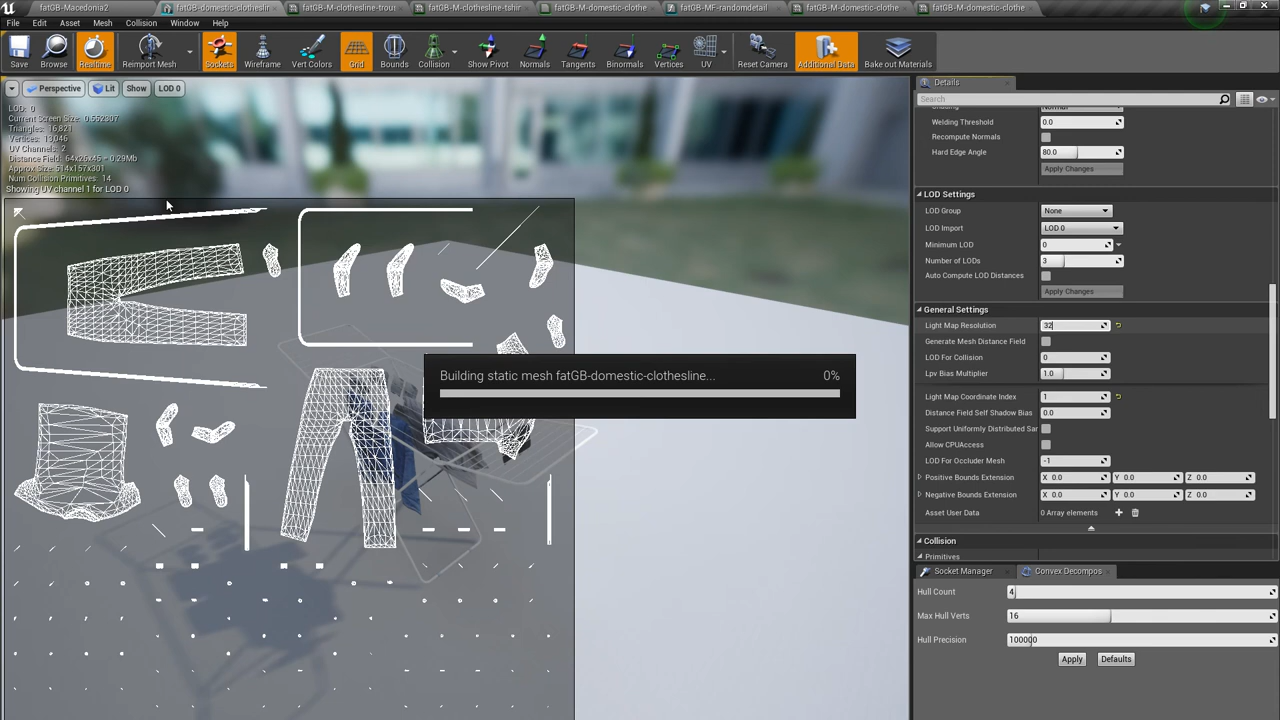 fatGB-Macedonia2
fatGB-domestic-clotheslin
fatGB-M-clothesline-trou
fatGB-M-clothesline-tshir
fatGB-M-domestic-clothe
fatGB-MF-randomdetail
fatGB-M-domestic-clothe
fatGB-M-domestic-clothe
File Edit Asset Mesh Collision Window Help
Save Browse Realtime Reimport Mesh Sockets Wireframe Vert Colors Grid Bounds Collision Show Pivot Normals Tangents Binormals Vertices UV Reset Camera Additional Data Bake out Materials
Perspective Lit Show LOD 0
LOD: 0
Current Screen Size: 0.552307
Triangles: 16,821
Vertices: 13,046
UV Channels: 2
Distance Field: 64x26x45 = 0.29Mb
Approx Size: 514x157x301
Num Collision Primitives: 14
Showing UV channel 1 for LOD 0
Building static mesh fatGB-domestic-clothesline... 0%
Details
Search
Welding Threshold 0.0
Recompute Normals
Hard Edge Angle 80.0
Apply Changes
LOD Settings
LOD Group None
LOD Import LOD 0
Minimum LOD 0
Number of LODs 3
Auto Compute LOD Distances
Apply Changes
General Settings
Light Map Resolution 32
Generate Mesh Distance Field
LOD For Collision 0
Lpv Bias Multiplier 1.0
Light Map Coordinate Index 1
Distance Field Self Shadow Bias 0.0
Support Uniformly Distributed Sar
Allow CPUAccess
LOD For Occluder Mesh -1
Positive Bounds Extension X 0.0 Y 0.0 Z 0.0
Negative Bounds Extension X 0.0 Y 0.0 Z 0.0
Asset User Data 0 Array elements
Collision
Primitives
Socket Manager Convex Decompos
Hull Count 4
Max Hull Verts 16
Hull Precision 100000
Apply Defaults